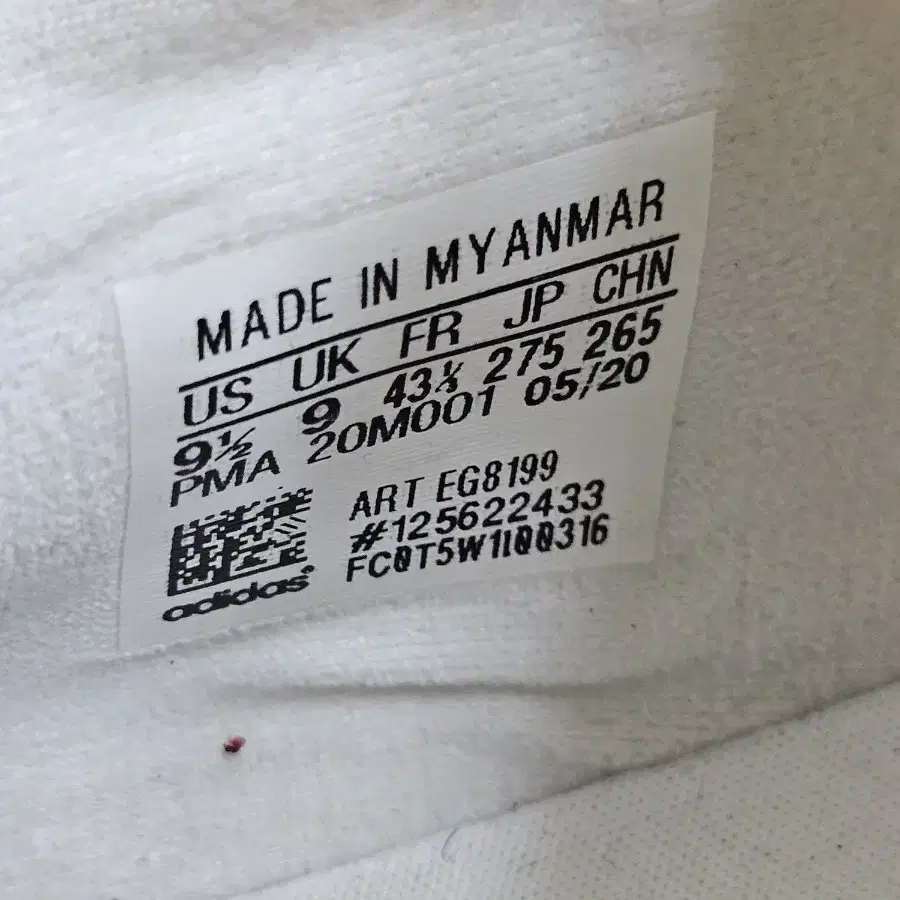 MADE IN MYANMAR
US UK FR JP CHN
9½ 9 43⅓ 275 265
PMA 20M001 05/20
ART EG8199
#125622433
FC0T5W1I00316
adidas®